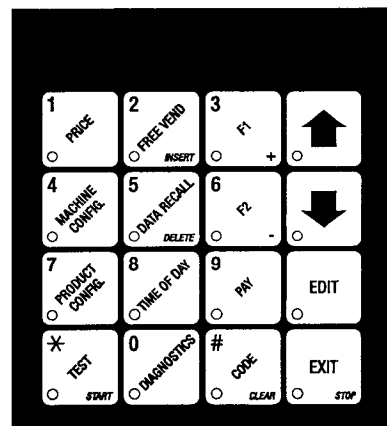 1 PRICE
2 FREE VEND INSERT
3 F1 +
4 MACHINE CONFIG.
5 DATA RECALL DELETE
6 F2 -
7 PRODUCT CONFIG.
8 TIME OF DAY
9 PAY
EDIT
* TEST START
0 DIAGNOSTICS
# CODE CLEAR
EXIT STOP